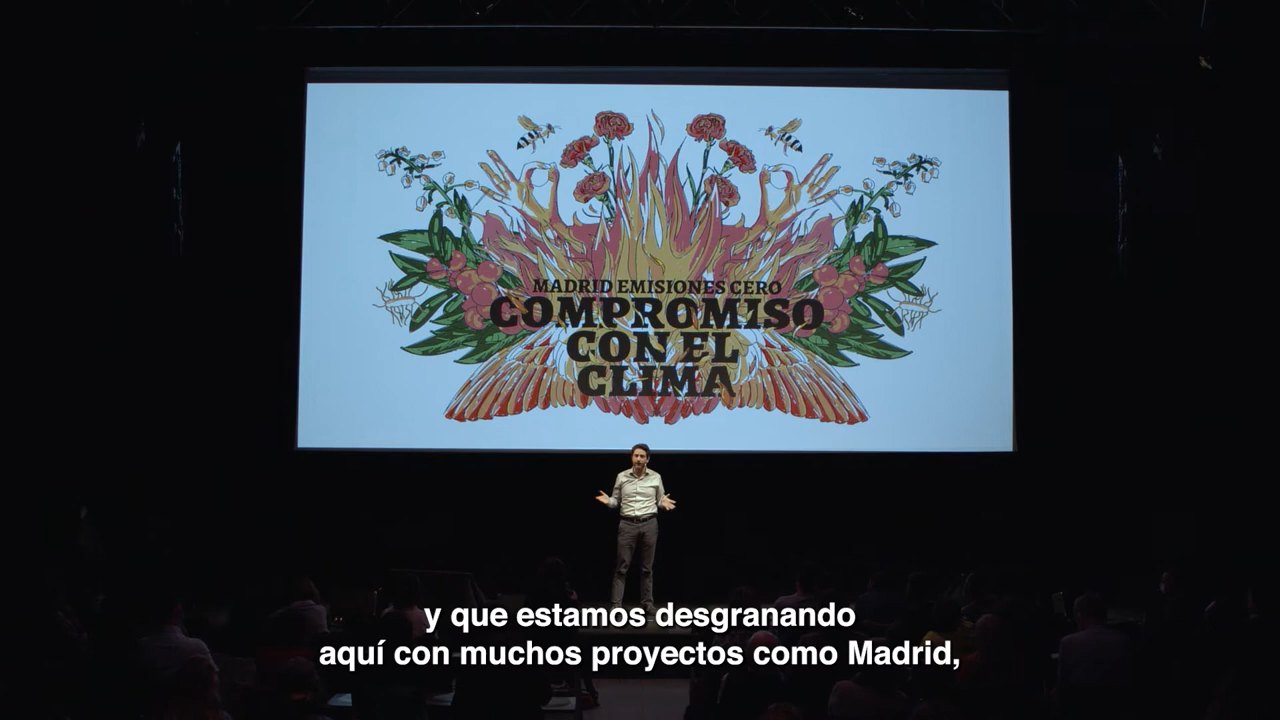 MADRID EMISIONES CERO
COMPROMISO
CON EL
CLIMA
y que estamos desgranando
aquí con muchos proyectos como Madrid,